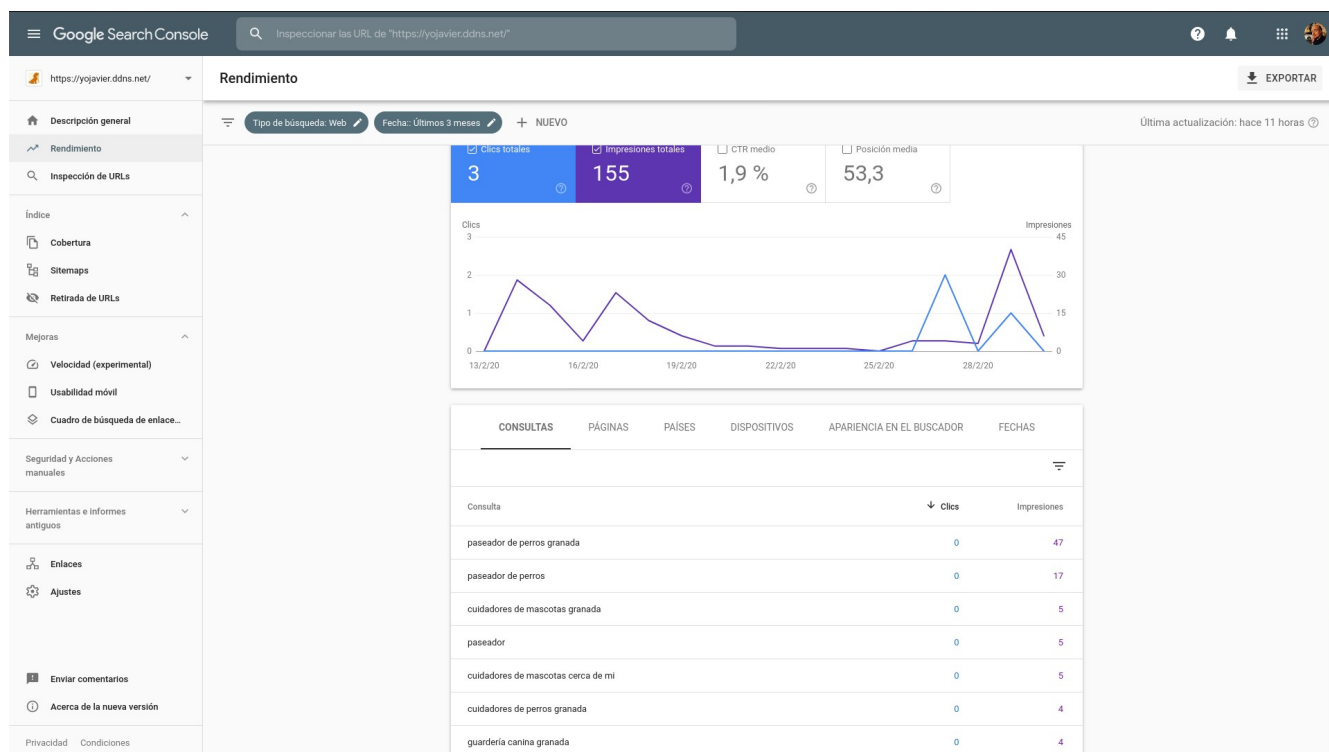 Google Search Console
Inspeccionar las URL de "https://yojavier.ddns.net/"
https://yojavier.ddns.net/
Rendimiento
EXPORTAR
Tipo de búsqueda: Web
Fecha:: Últimos 3 meses
NUEVO
Última actualización: hace 11 horas
Descripción general
Rendimiento
Inspección de URLs
Índice
Cobertura
Sitemaps
Retirada de URLs
Mejoras
Velocidad (experimental)
Usabilidad móvil
Cuadro de búsqueda de enlace...
Seguridad y Acciones
manuales
Herramientas e informes
antiguos
Enlaces
Ajustes
Enviar comentarios
Acerca de la nueva versión
Privacidad Condiciones
Clics totales
3
Impresiones totales
155
CTR medio
1,9 %
Posición media
53,3
Clics Impresiones
3 45
2 30
1 15
0 0
13/2/20 16/2/20 19/2/20 22/2/20 25/2/20 28/2/20
CONSULTAS PÁGINAS PAÍSES DISPOSITIVOS APARIENCIA EN EL BUSCADOR FECHAS
Consulta Clics Impresiones
paseador de perros granada 0 47
paseador de perros 0 17
cuidadores de mascotas granada 0 5
paseador 0 5
cuidadores de mascotas cerca de mi 0 5
cuidadores de perros granada 0 4
guardería canina granada 0 4